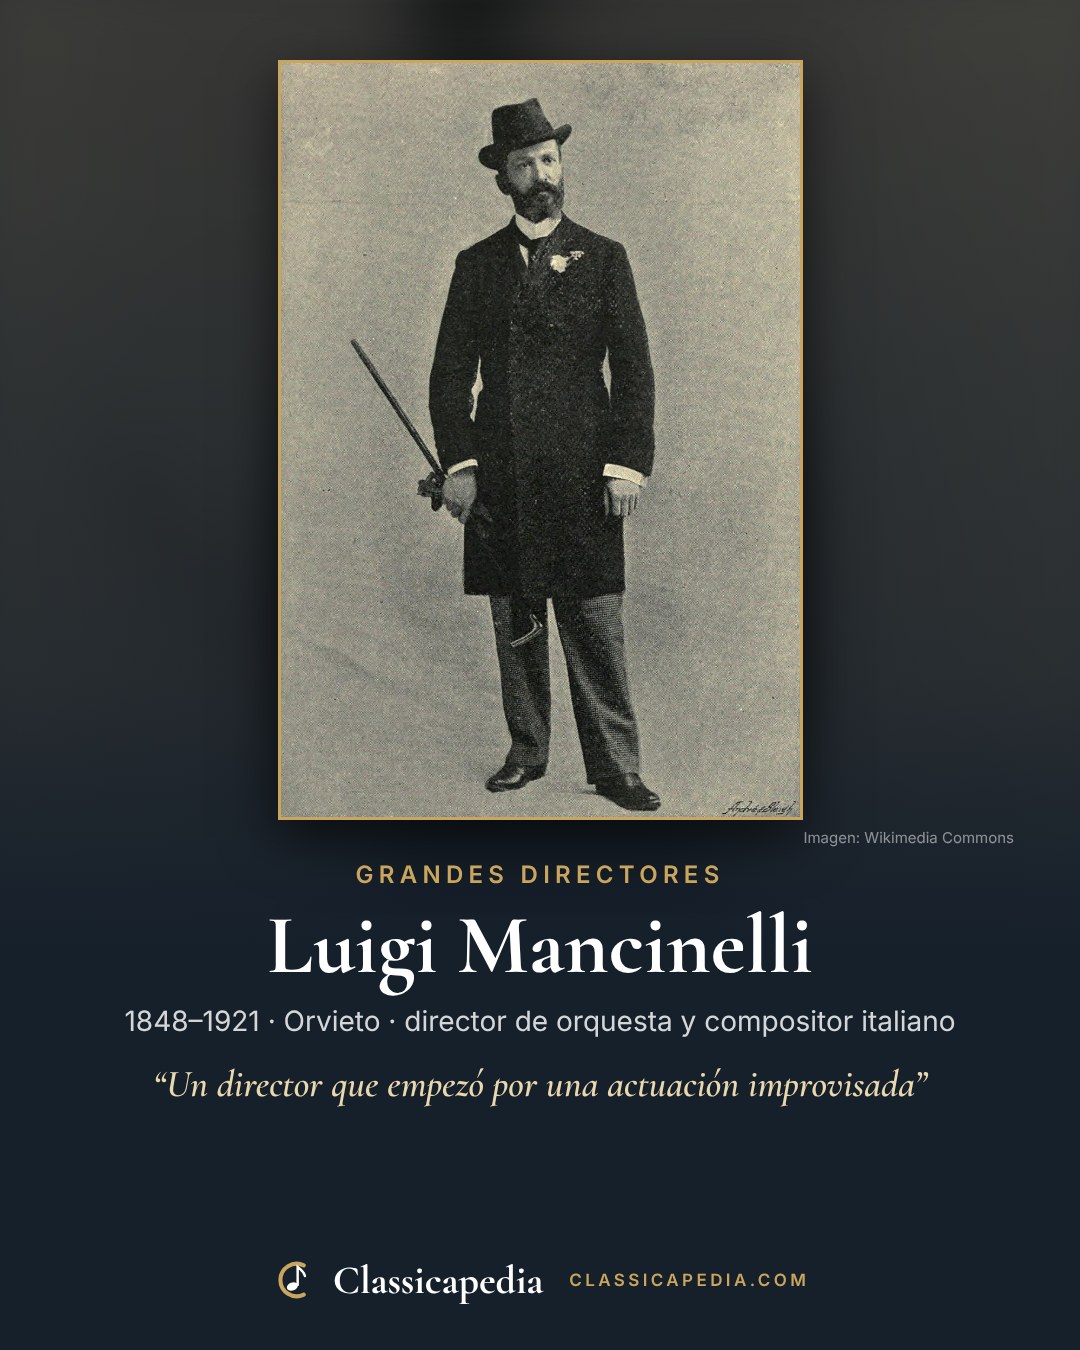 Imagen: Wikimedia Commons
GRANDES DIRECTORES
Luigi Mancinelli
1848–1921 · Orvieto · director de orquesta y compositor italiano
“Un director que empezó por una actuación improvisada”
Classicapedia CLASSICAPEDIA.COM